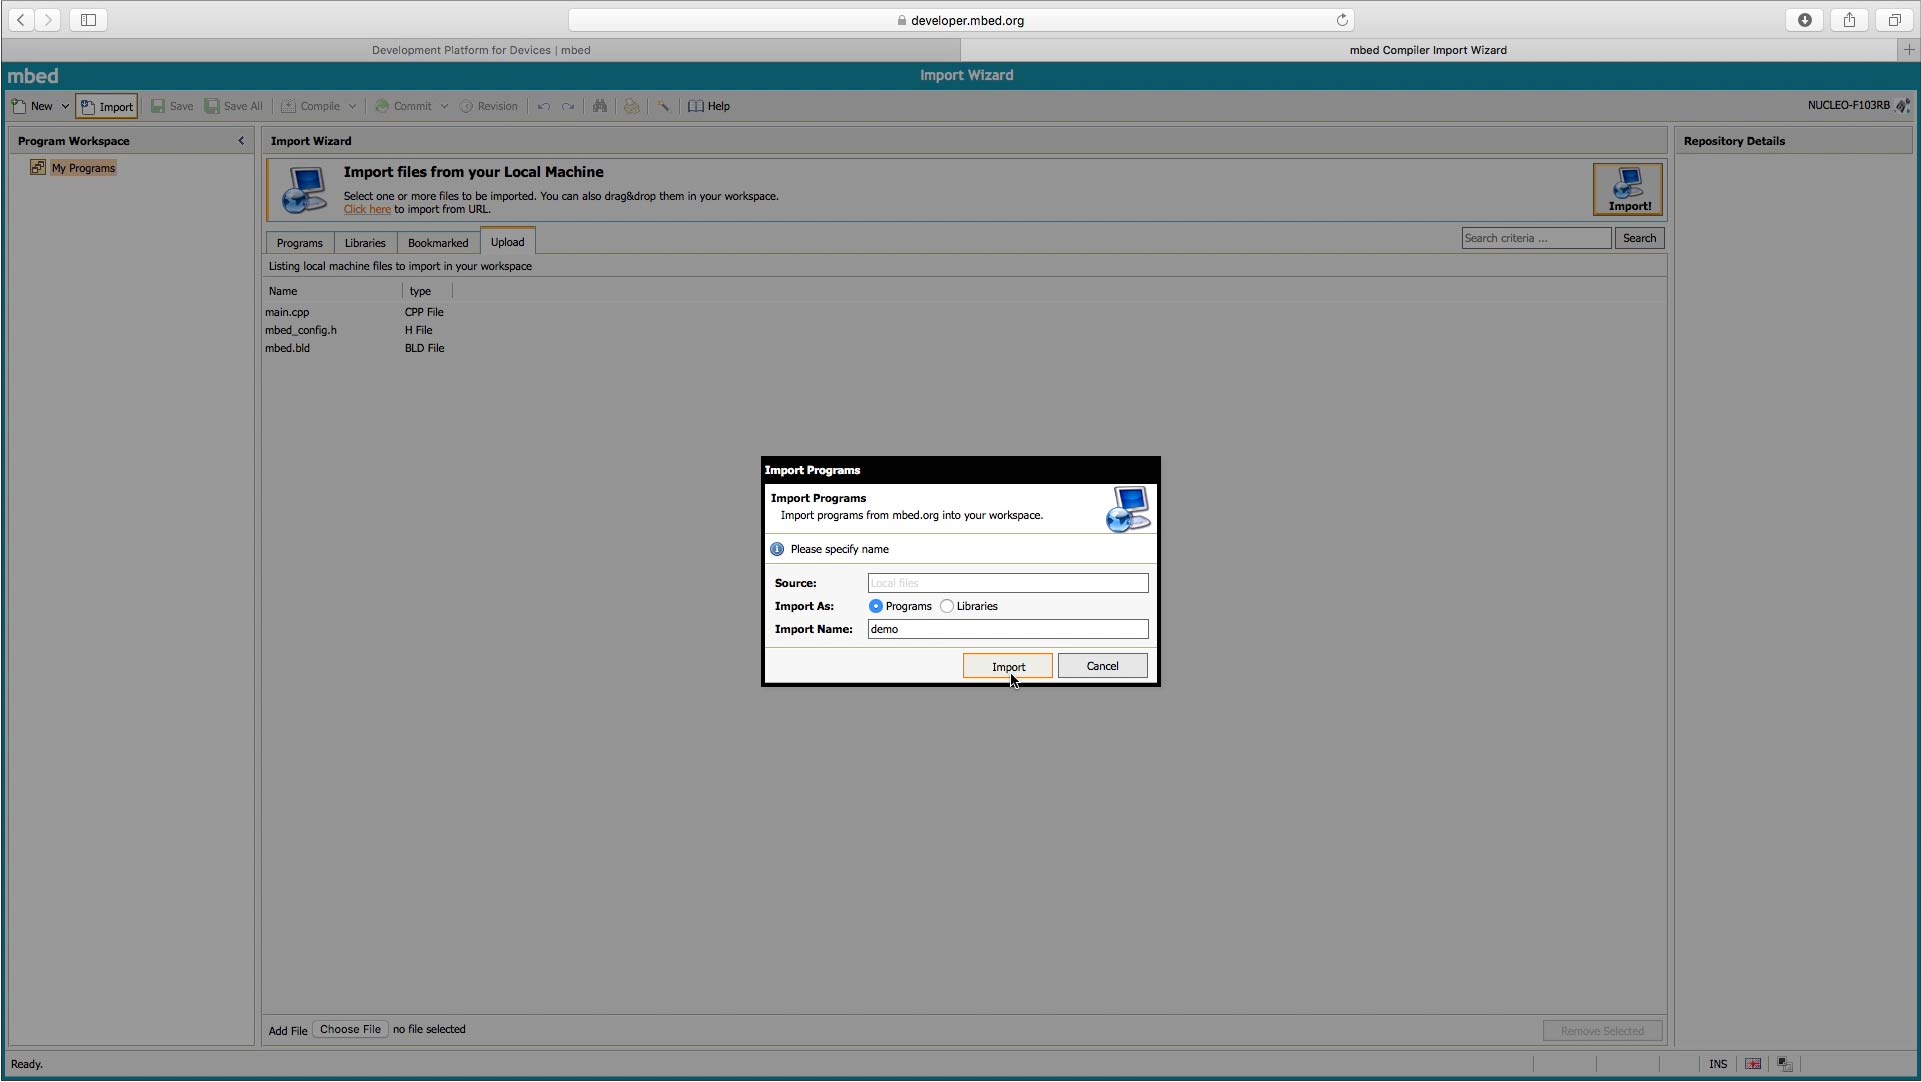 developer.mbed.org
Development Platform for Devices | mbed
mbed Compiler Import Wizard
mbed
Import Wizard
New Import Save Save All Compile Commit Revision Help NUCLEO-F103RB
Program Workspace
Import Wizard
Repository Details
My Programs
Import files from your Local Machine
Select one or more files to be imported. You can also drag&drop them in your workspace.
Click here to import from URL.
Import!
Programs Libraries Bookmarked Upload
Search criteria ... Search
Listing local machine files to import in your workspace
Name type
main.cpp CPP File
mbed_config.h H File
mbed.bld BLD File
Import Programs
Import Programs
Import programs from mbed.org into your workspace.
Please specify name
Source: Local files
Import As: Programs Libraries
Import Name: demo
Import Cancel
Add File Choose File no file selected
Remove Selected
Ready.
INS